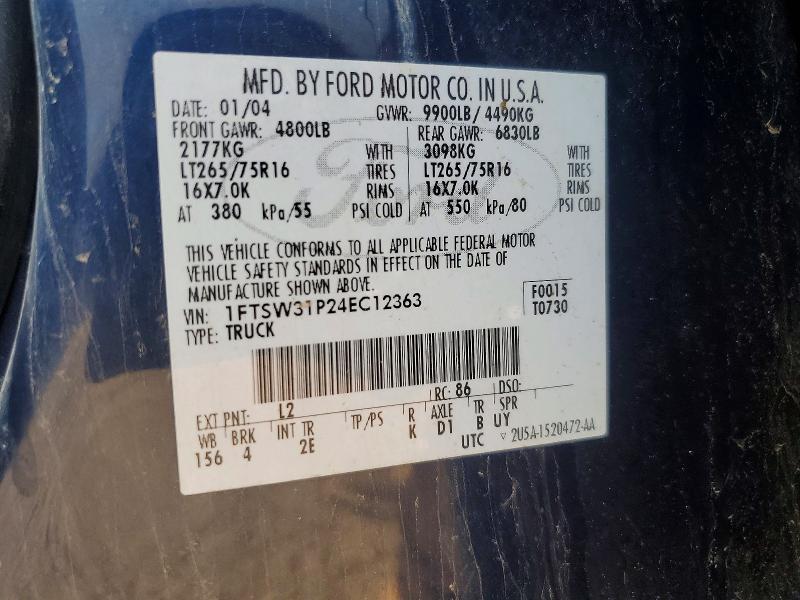 MFD. BY FORD MOTOR CO. IN U.S.A.
DATE: 01/04 GVWR: 9900LB / 4490KG
FRONT GAWR: 4800LB REAR GAWR: 6830LB
2177KG WITH 3098KG WITH
LT265/75R16 TIRES LT265/75R16 TIRES
16X7.0K RIMS 16X7.0K RIMS
AT 380 kPa/55 PSI COLD AT 550 kPa/80 PSI COLD
Ford
THIS VEHICLE CONFORMS TO ALL APPLICABLE FEDERAL MOTOR
VEHICLE SAFETY STANDARDS IN EFFECT ON THE DATE OF
MANUFACTURE SHOWN ABOVE.
VIN: 1FTSW31P24EC12363 F0015
TYPE: TRUCK T0730
EXT PNT: L2 RC: 86 DSO:
WB BRK INT TR TP/PS R AXLE TR SPR
156 4 2E K D1 B UY
UTC ▽ 2U5A-1520472-AA